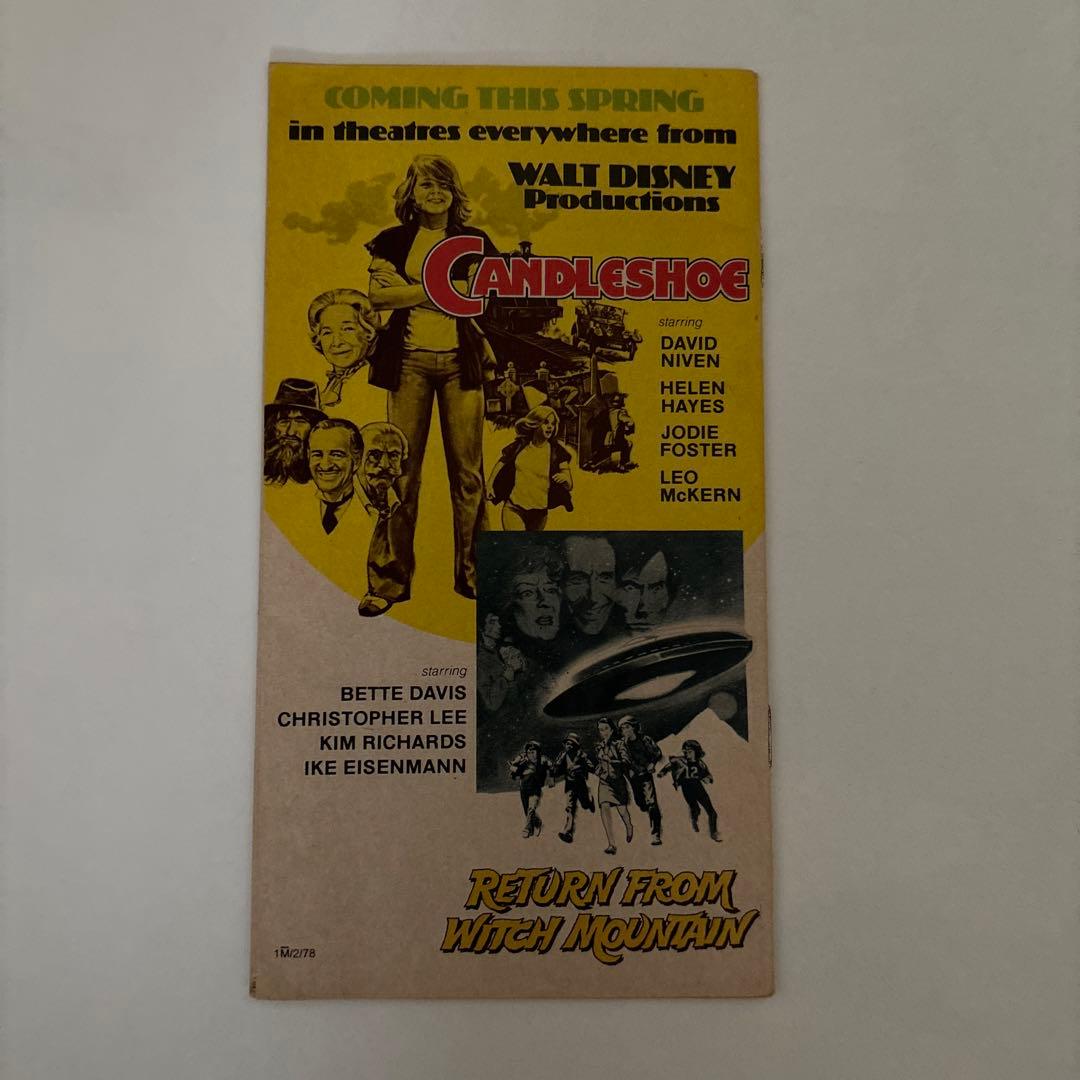 COMING THIS SPRING
in theatres everywhere from
WALT DISNEY
Productions
CANDLESHOE
starring
DAVID
NIVEN
HELEN
HAYES
JODIE
FOSTER
LEO
McKERN
starring
BETTE DAVIS
CHRISTOPHER LEE
KIM RICHARDS
IKE EISENMANN
12
RETURN FROM
WITCH MOUNTAIN
1M̅/2/78